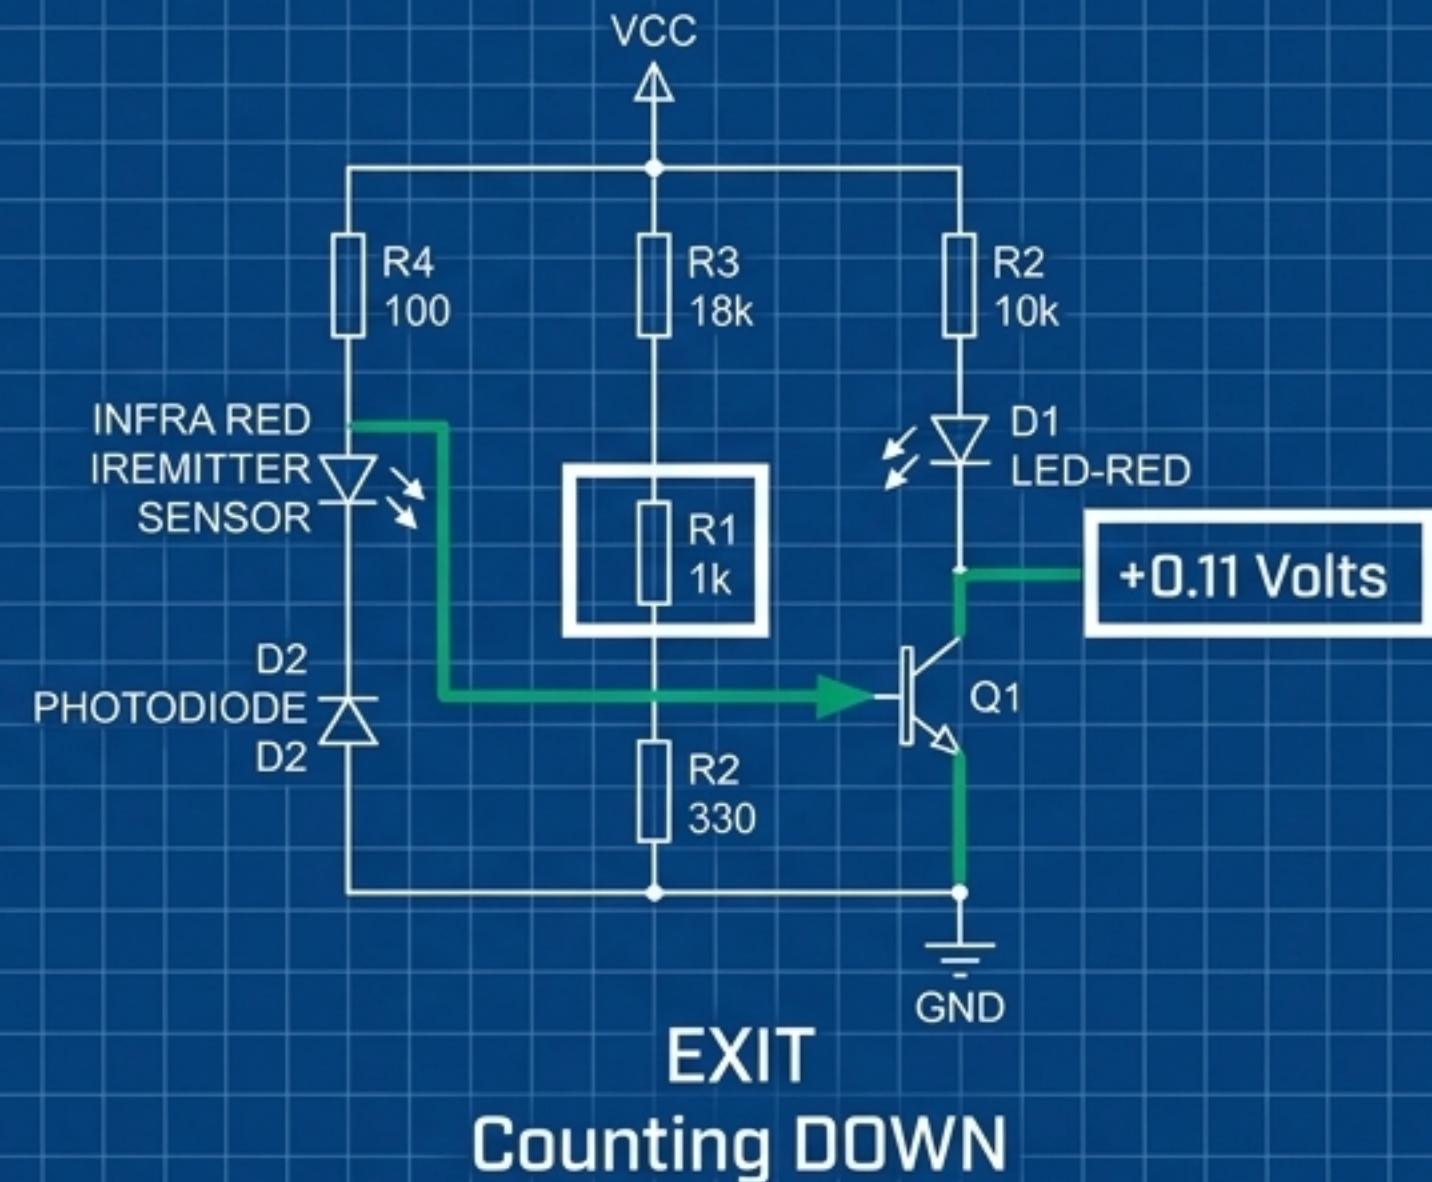 VCC
R4
100
R3
18k
R2
10k
INFRA RED
IREMITTER
SENSOR
D1
LED-RED
R1
1k
+0.11 Volts
D2
PHOTODIODE
D2
Q1
R2
330
GND
EXIT
Counting DOWN